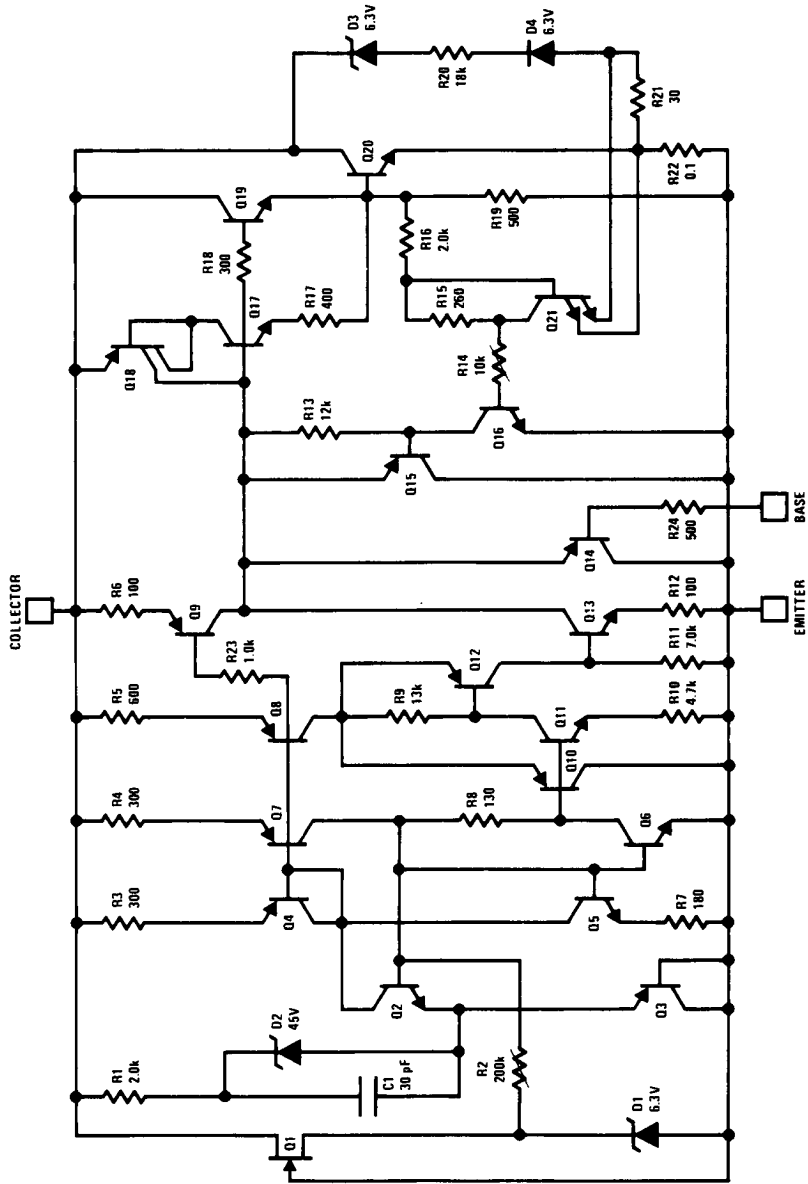 COLLECTOR
R1
2.0k
Q1
D2
45V
C1
30 pF
R2
200k
D1
6.3V
R3
300
Q4
Q2
Q3
Q5
R7
180
R4
300
Q7
R8
130
Q6
R5
600
Q8
R9
13k
Q10
Q11
R10
4.7k
Q12
R6
100
Q9
R23
1.0k
Q13
R11
7.0k
R12
100
EMITTER
Q14
R24
500
BASE
Q15
R13
12k
Q16
R14
10k
Q18
Q17
R17
400
R18
300
Q19
R15
260
R16
2.0k
Q21
R19
500
Q20
R22
0.1
D3
6.3V
R20
18k
D4
6.3V
R21
30